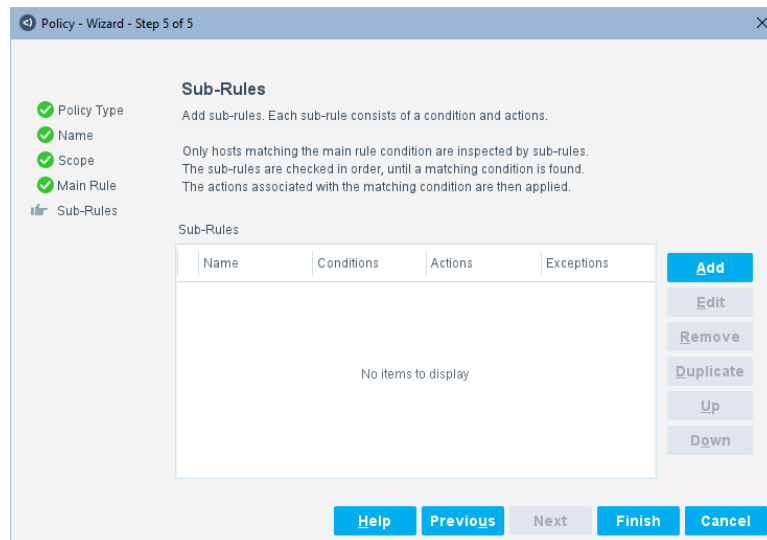 Policy - Wizard - Step 5 of 5
Policy Type
Name
Scope
Main Rule
Sub-Rules
Sub-Rules
Add sub-rules. Each sub-rule consists of a condition and actions.
Only hosts matching the main rule condition are inspected by sub-rules.
The sub-rules are checked in order, until a matching condition is found.
The actions associated with the matching condition are then applied.
Sub-Rules
Name Conditions Actions Exceptions
No items to display
Add
Edit
Remove
Duplicate
Up
Down
Help Previous Next Finish Cancel